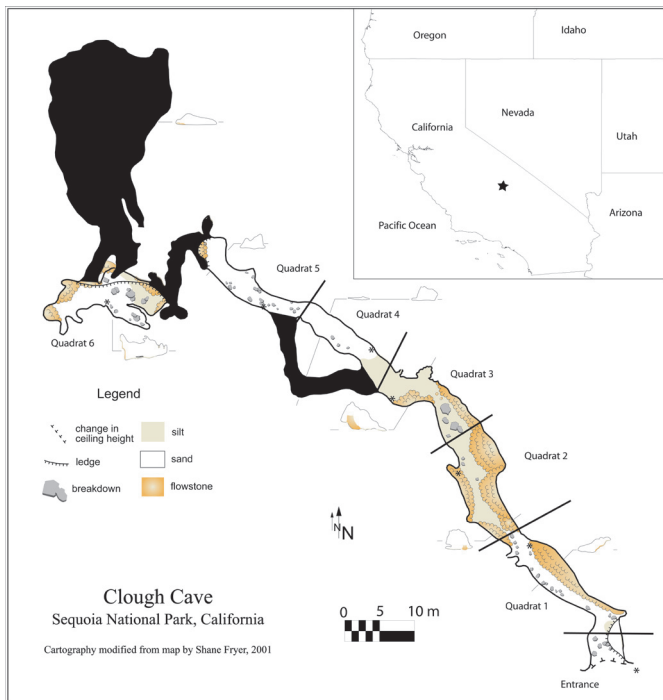 Oregon
Idaho
Nevada
California
Utah
Arizona
Pacific Ocean
Quadrat 5
Quadrat 4
Quadrat 6
Quadrat 3
Legend
change in
ceiling height
silt
ledge
sand
breakdown
flowstone
Quadrat 2
N
Clough Cave
Sequoia National Park, California
0 5 10 m
Quadrat 1
Cartography modified from map by Shane Fryer, 2001
Entrance